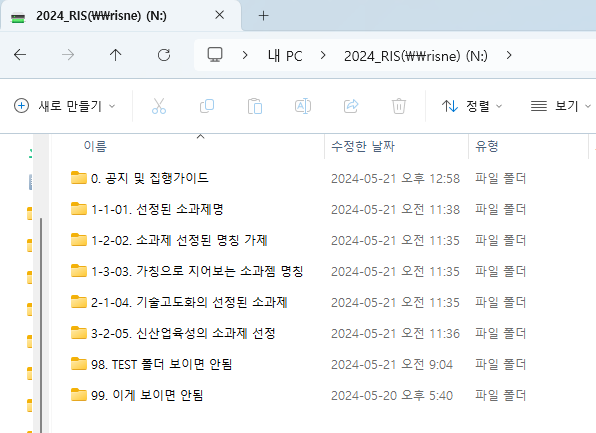 2024_RIS(₩₩risne) (N:)
내 PC
2024_RIS(₩₩risne) (N:)
새로 만들기
정렬
보기
이름 수정한 날짜 유형
0. 공지 및 집행가이드 2024-05-21 오후 12:58 파일 폴더
1-1-01. 선정된 소과제명 2024-05-21 오전 11:38 파일 폴더
1-2-02. 소과제 선정된 명칭 가제 2024-05-21 오전 11:35 파일 폴더
1-3-03. 가칭으로 지어보는 소과젬 명칭 2024-05-21 오전 11:35 파일 폴더
2-1-04. 기술고도화의 선정된 소과제 2024-05-21 오전 11:35 파일 폴더
3-2-05. 신산업육성의 소과제 선정 2024-05-21 오전 11:36 파일 폴더
98. TEST 폴더 보이면 안됨 2024-05-21 오전 9:04 파일 폴더
99. 이게 보이면 안됨 2024-05-20 오후 5:40 파일 폴더